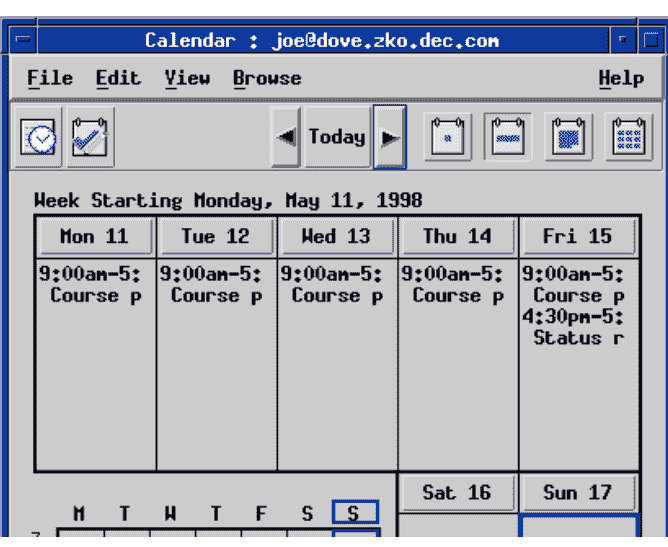 Calendar : joe@dove.zko.dec.com
File Edit View Browse Help
Today
Week Starting Monday, May 11, 1998
Mon 11 Tue 12 Wed 13 Thu 14 Fri 15
9:00am-5: 9:00am-5: 9:00am-5: 9:00am-5: 9:00am-5:
Course p Course p Course p Course p Course p
4:30pm-5:
Status r
Sat 16 Sun 17
M T W T F S S